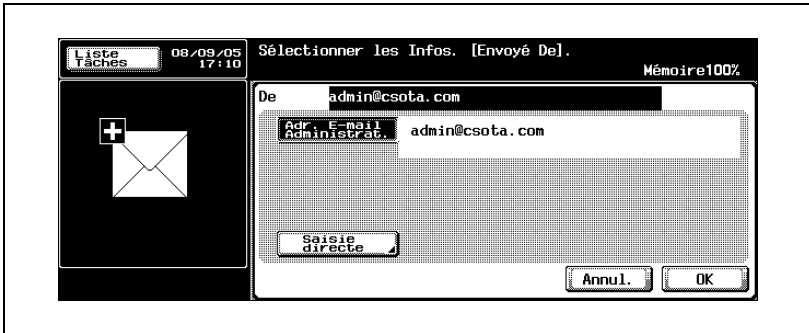 Liste
Tâches
08/09/05
17:10
Sélectionner les Infos. [Envoyé De].
Mémoire100%
De admin@csota.com
Adr. E-mail
Administrat.
admin@csota.com
Saisie
directe
Annul.
OK